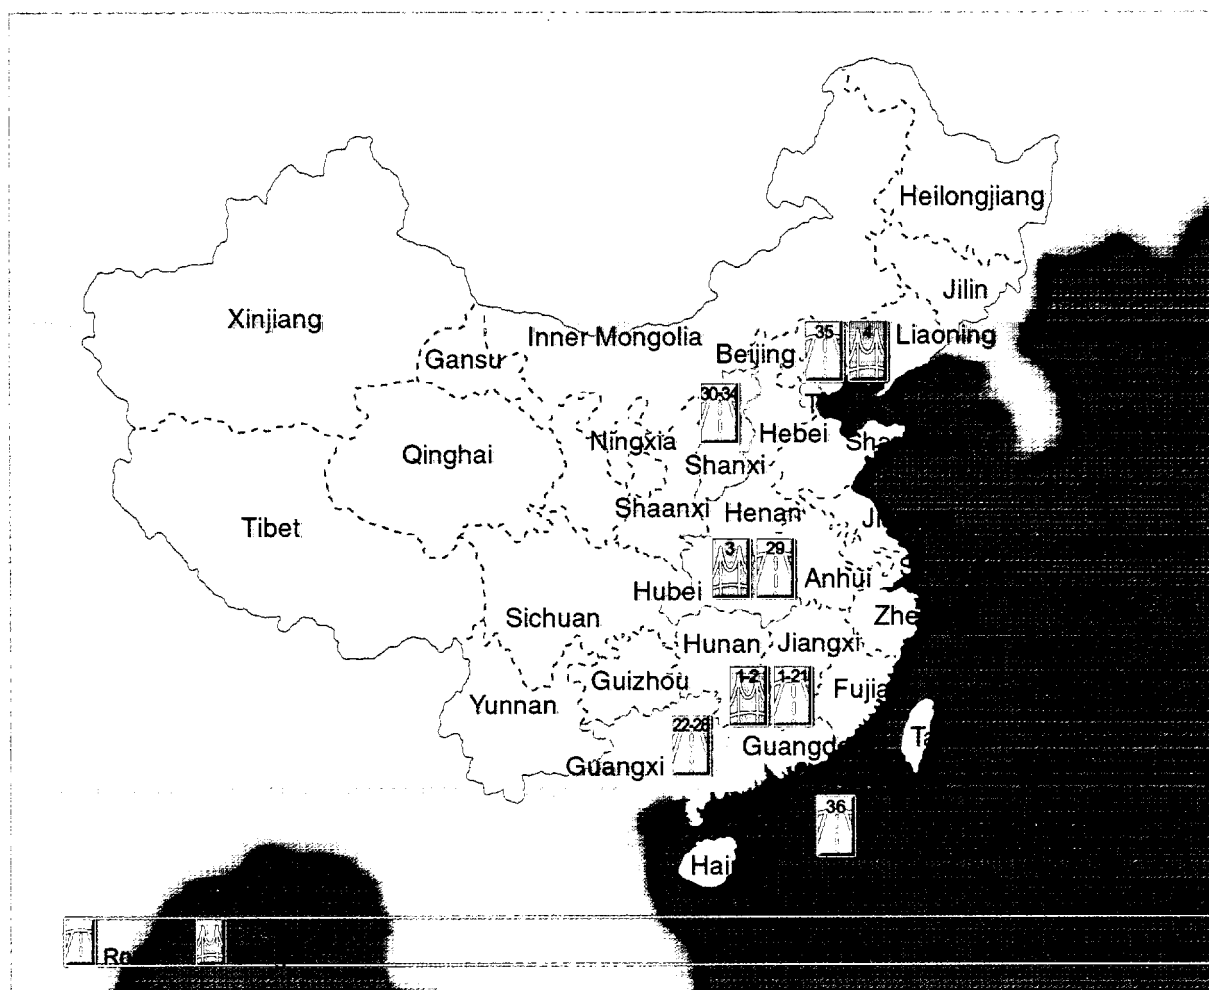 Heilongjiang
Jilin
Xinjiang
Inner Mongolia
Liaoning
35
4
Beijing
Gansu
30-34
Ningxia
Hebei
Qinghai
Shanxi
Shaanxi
Henan
Tibet
3
29
Hubei
Anhui
Sichuan
Hunan
Jiangxi
Guizhou
1-2
1-21
Yunnan
22-28
Guangxi
36